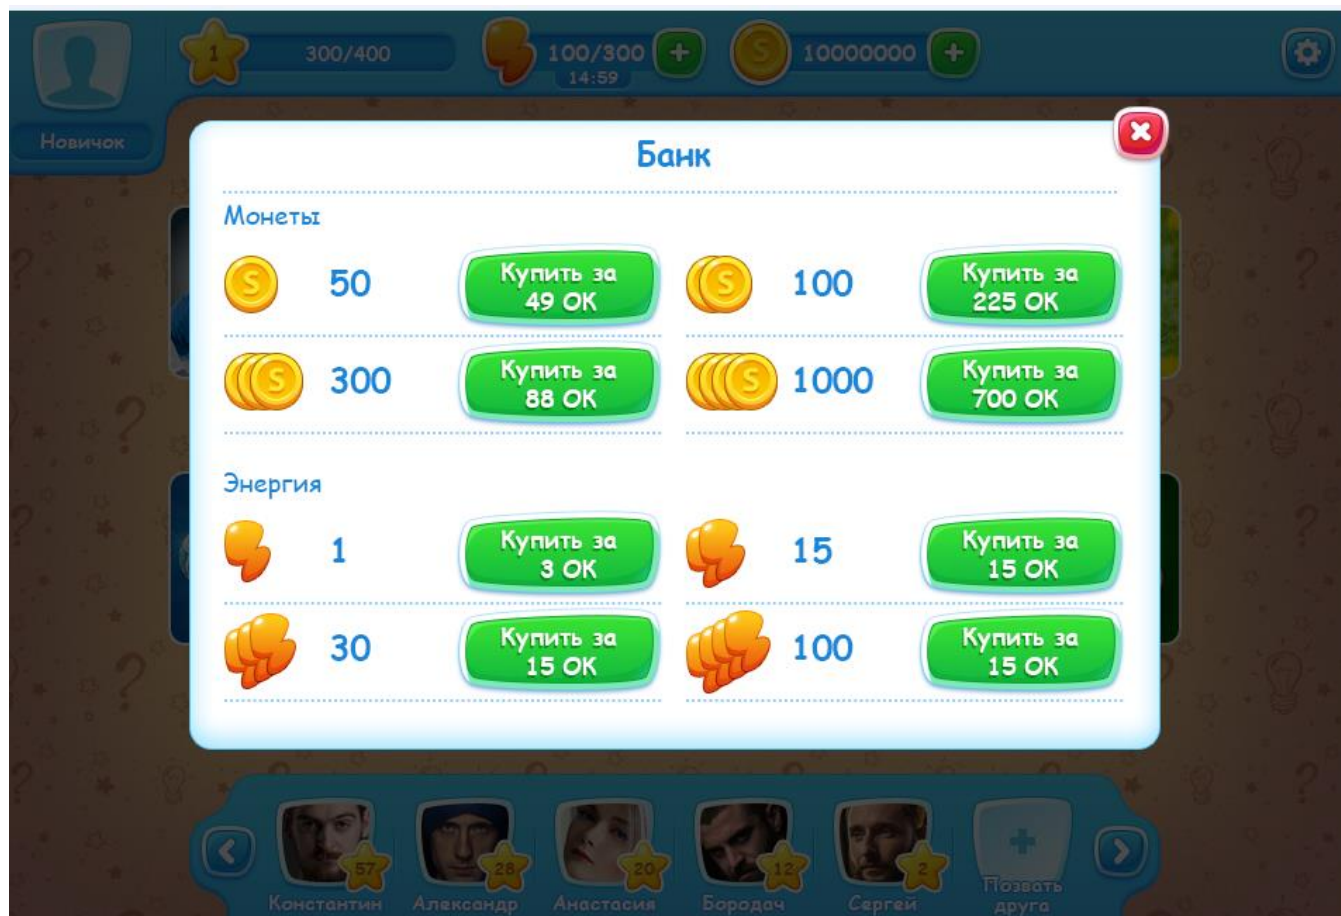 1
300/400
100/300
14:59
S
10000000
Новичок
Банк
Монеты
S
50
Купить за
49 ОК
S
100
Купить за
225 ОК
S
300
Купить за
88 ОК
S
1000
Купить за
700 ОК
Энергия
1
Купить за
3 ОК
15
Купить за
15 ОК
30
Купить за
15 ОК
100
Купить за
15 ОК
57
28
20
12
2
Константин
Александр
Анастасия
Бородач
Сергей
Позвать
друга